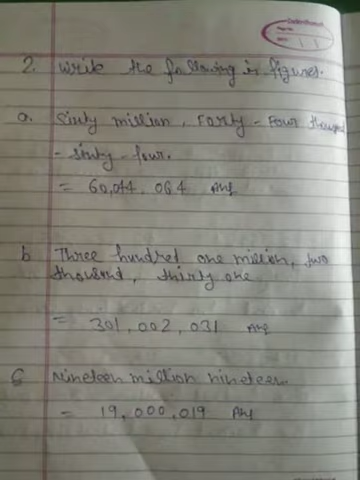 2. Write the following in figures.
a. Sixty million, Forty-Four thousand
- sixty-four.
= 60,044,064 Ans
b Three hundred one million, two
thousand, thirty one
= 301,002,031 Ans
C Nineteen million nineteen.
= 19,000,019 Ans